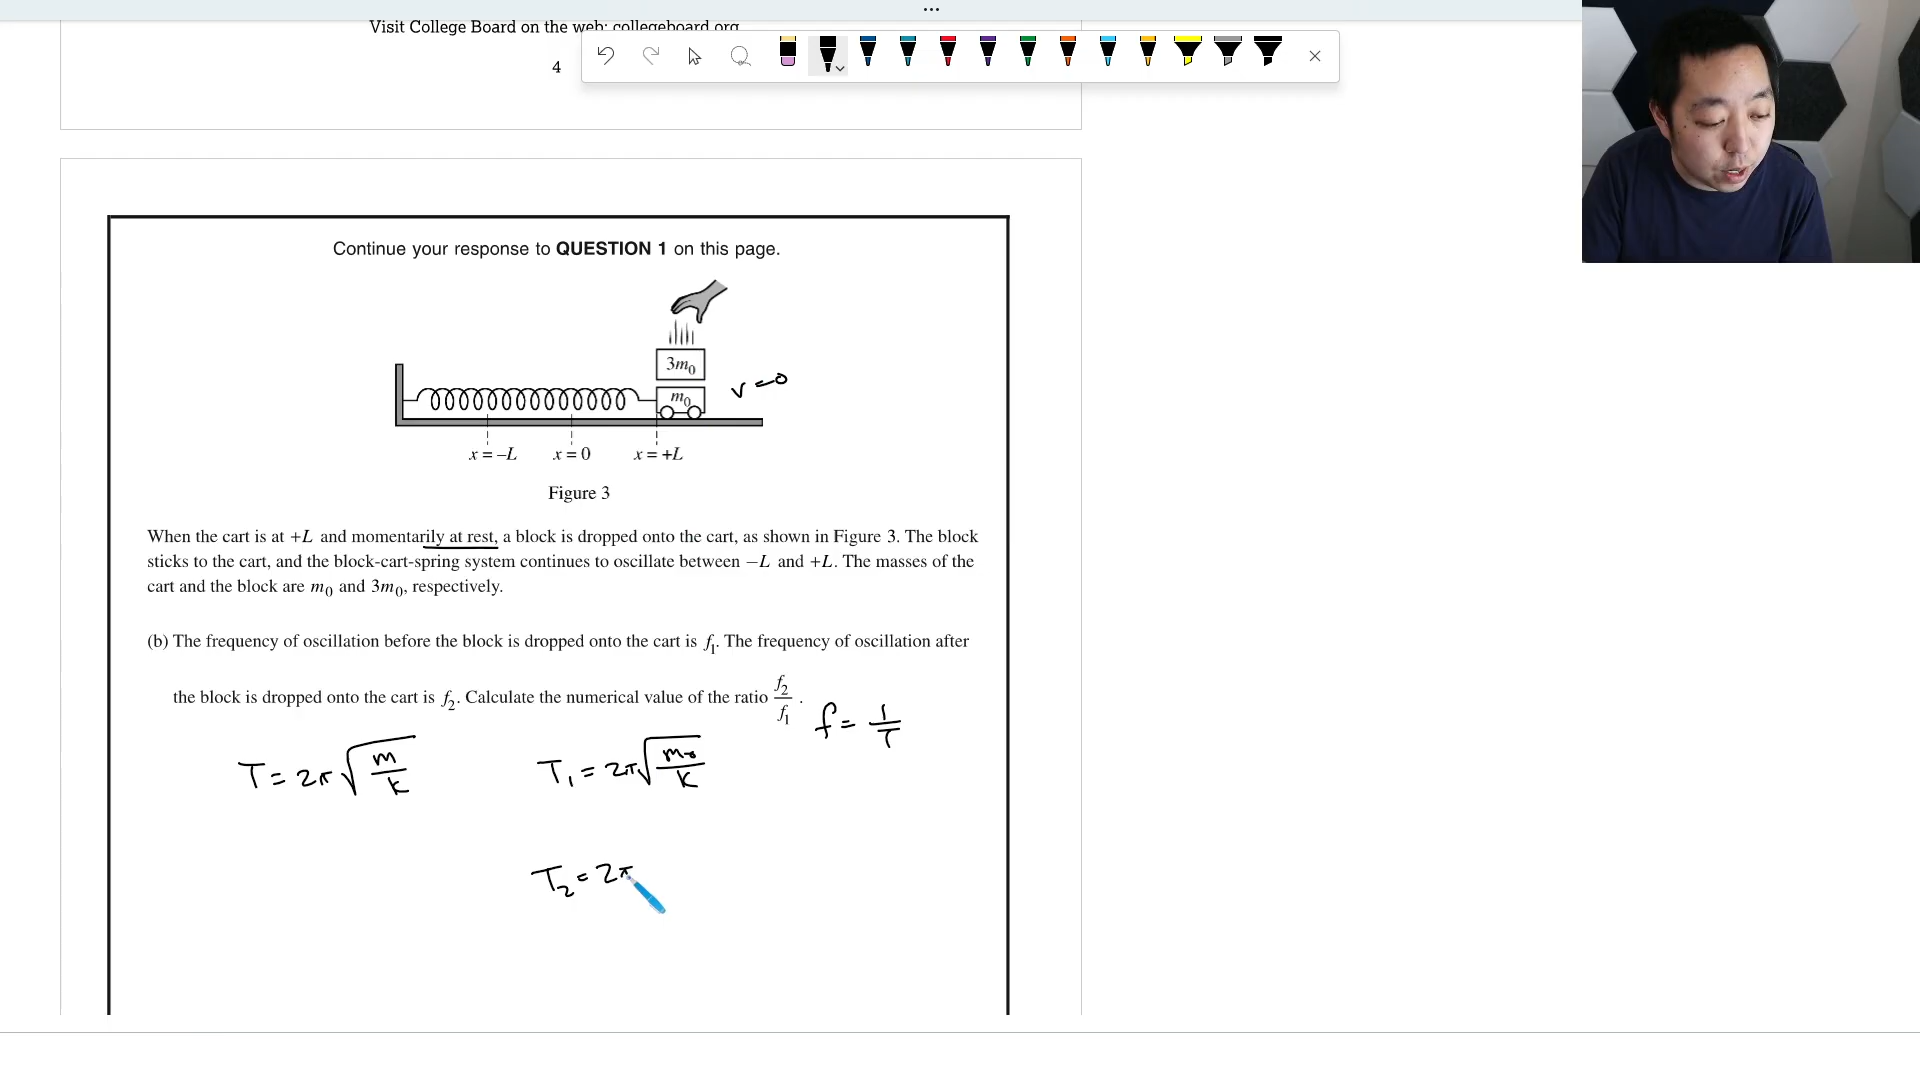 Visit College Board on the web: collegeboard.org
4
Continue your response to QUESTION 1 on this page.
3m₀
m₀
v = 0
x = –L x = 0 x = +L
Figure 3
When the cart is at +L and momentarily at rest, a block is dropped onto the cart, as shown in Figure 3. The block
sticks to the cart, and the block-cart-spring system continues to oscillate between −L and +L. The masses of the
cart and the block are m₀ and 3m₀, respectively.
(b) The frequency of oscillation before the block is dropped onto the cart is f₁. The frequency of oscillation after
the block is dropped onto the cart is f₂. Calculate the numerical value of the ratio f₂/f₁ .
f = 1/T
T = 2π√(m/k) T₁ = 2π√(m₀/k)
T₂ = 2π